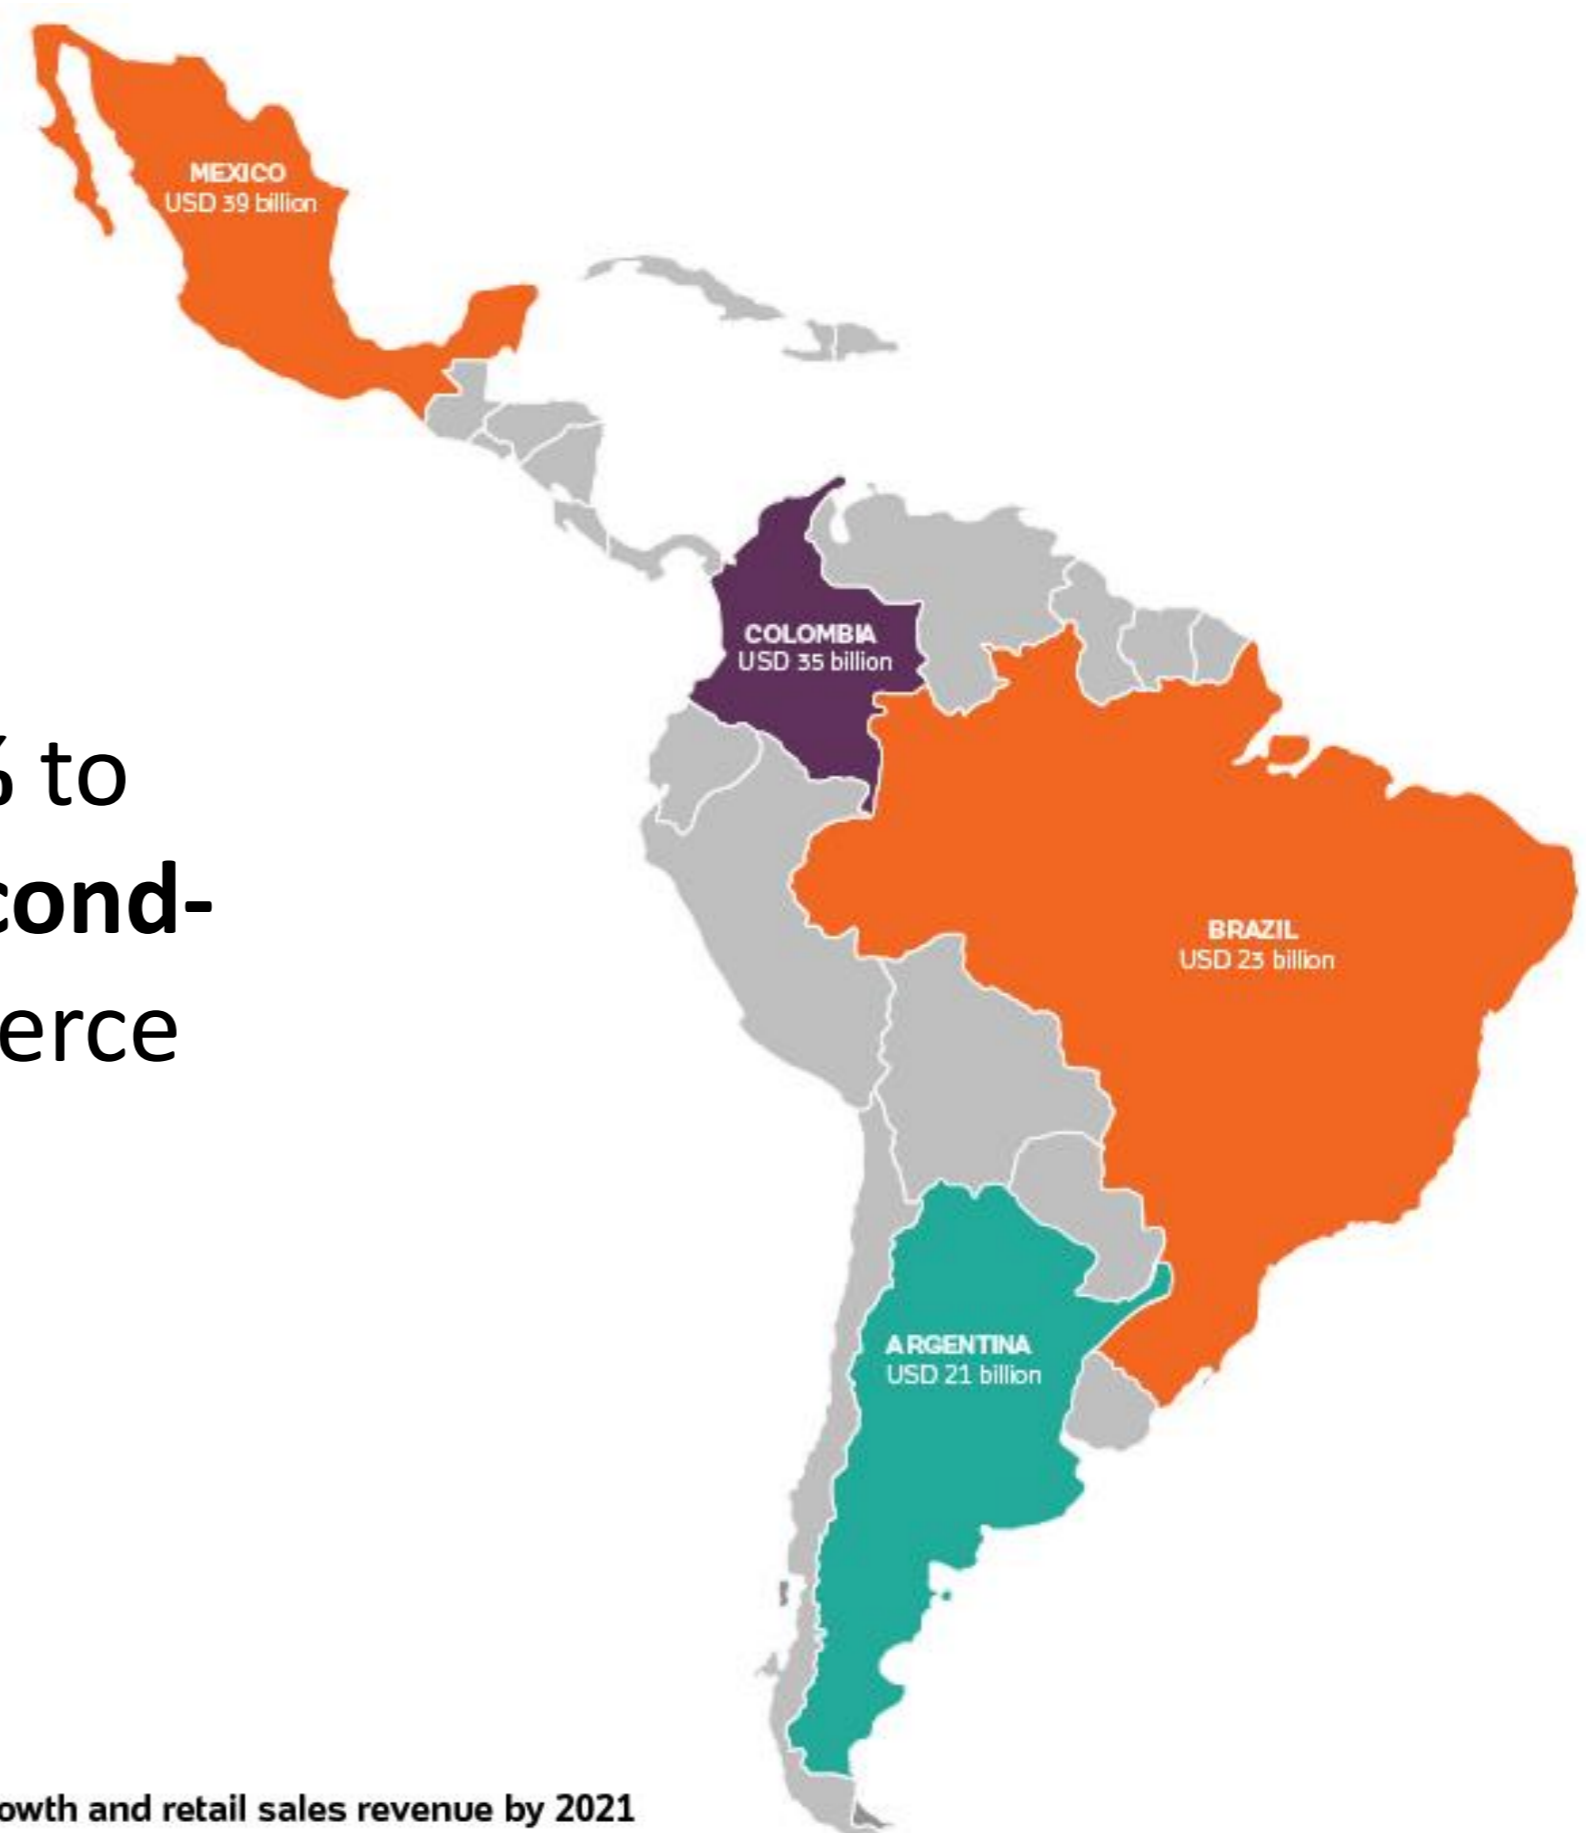 MEXICO
USD 39 billion
COLOMBIA
USD 35 billion
% to
cond-
erce
BRAZIL
USD 23 billion
ARGENTINA
USD 21 billion
owth and retail sales revenue by 2021